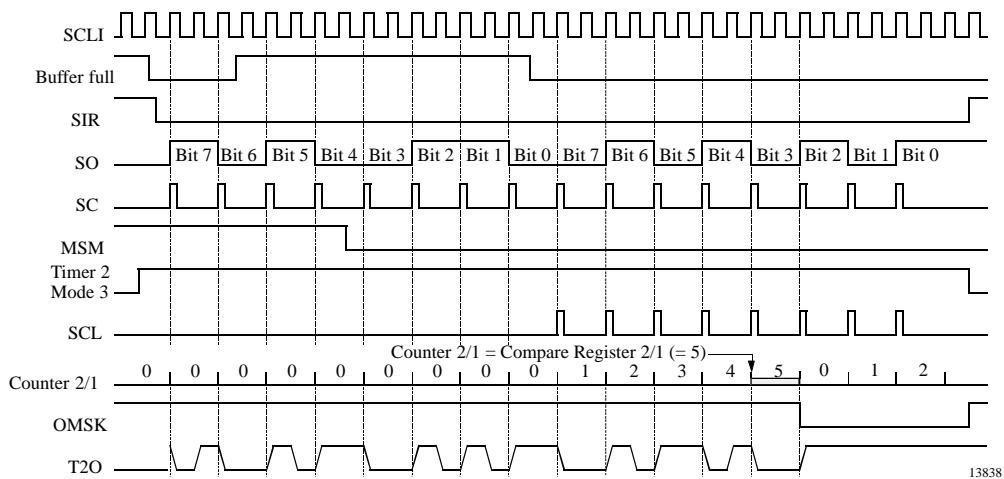 SCLI
Buffer full
SIR
SO
Bit 7 Bit 6 Bit 5 Bit 4 Bit 3 Bit 2 Bit 1 Bit 0 Bit 7 Bit 6 Bit 5 Bit 4 Bit 3 Bit 2 Bit 1 Bit 0
SC
MSM
Timer 2
Mode 3
SCL
Counter 2/1 = Compare Register 2/1 (= 5)
Counter 2/1
0 0 0 0 0 0 0 0 0 1 2 3 4 5 0 1 2
OMSK
T2O
13838